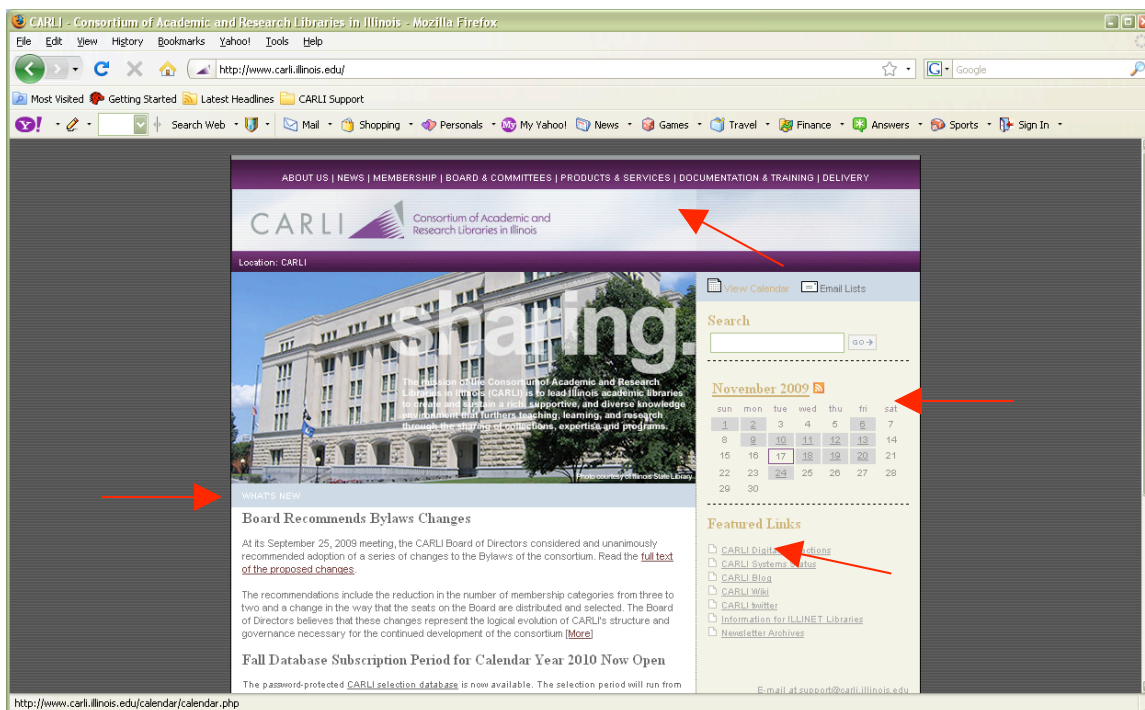 CARLI - Consortium of Academic and Research Libraries in Illinois - Mozilla Firefox
File Edit View History Bookmarks Yahoo! Tools Help
http://www.carli.illinois.edu/
Google
Most Visited Getting Started Latest Headlines CARLI Support
Y! Search Web Mail Shopping Personals My Yahoo! News Games Travel Finance Answers Sports Sign In
ABOUT US | NEWS | MEMBERSHIP | BOARD & COMMITTEES | PRODUCTS & SERVICES | DOCUMENTATION & TRAINING | DELIVERY
CARLI
Consortium of Academic and
Research Libraries in Illinois
Location: CARLI
sharing.
The mission of the Consortium of Academic and Research
Libraries in Illinois (CARLI) is to lead Illinois academic libraries
to create and sustain a rich, supportive, and diverse knowledge
environment that furthers teaching, learning, and research
through the sharing of collections, expertise and programs.
Photo courtesy of Illinois State Library
WHAT'S NEW
Board Recommends Bylaws Changes
At its September 25, 2009 meeting, the CARLI Board of Directors considered and unanimously
recommended adoption of a series of changes to the Bylaws of the consortium. Read the full text
of the proposed changes.
The recommendations include the reduction in the number of membership categories from three to
two and a change in the way that the seats on the Board are distributed and selected. The Board
of Directors believes that these changes represent the logical evolution of CARLI's structure and
governance necessary for the continued development of the consortium [More]
Fall Database Subscription Period for Calendar Year 2010 Now Open
The password-protected CARLI selection database is now available. The selection period will run from
View Calendar Email Lists
Search
GO
November 2009
sun mon tue wed thu fri sat
1 2 3 4 5 6 7
8 9 10 11 12 13 14
15 16 17 18 19 20 21
22 23 24 25 26 27 28
29 30
Featured Links
CARLI Digital Collections
CARLI Systems Status
CARLI Blog
CARLI Wiki
CARLI twitter
Information for ILLINET Libraries
Newsletter Archives
E-mail at support@carli.illinois.edu
http://www.carli.illinois.edu/calendar/calendar.php